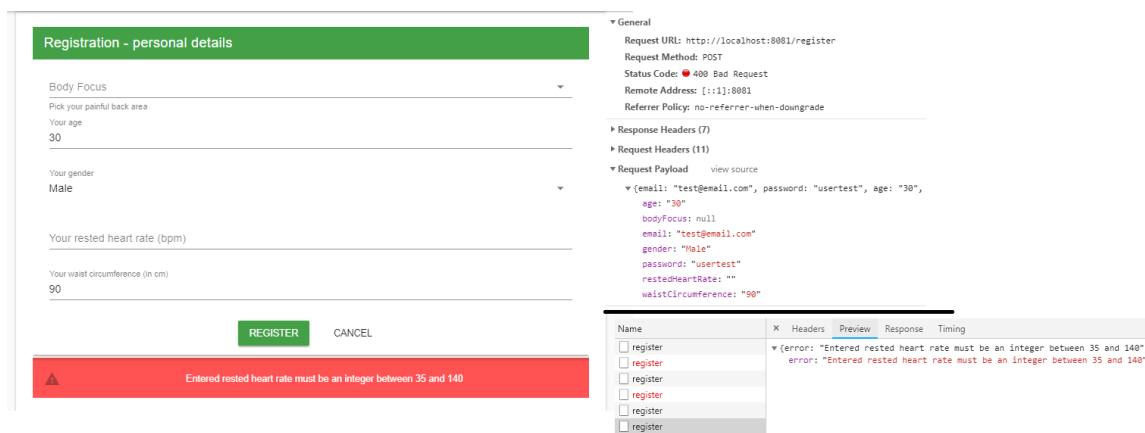 Registration - personal details
Body Focus
Pick your painful back area
Your age
30
Your gender
Male
Your rested heart rate (bpm)
Your waist circumference (in cm)
90
REGISTER CANCEL
Entered rested heart rate must be an integer between 35 and 140
General
Request URL: http://localhost:8081/register
Request Method: POST
Status Code: 400 Bad Request
Remote Address: [::1]:8081
Referrer Policy: no-referrer-when-downgrade
Response Headers (7)
Request Headers (11)
Request Payload view source
{email: "test@email.com", password: "usertest", age: "30",
age: "30"
bodyFocus: null
email: "test@email.com"
gender: "Male"
password: "usertest"
restedHeartRate: ""
waistCircumference: "90"
Name × Headers Preview Response Timing
register
register
register
register
register
register
{error: "Entered rested heart rate must be an integer between 35 and 140"
error: "Entered rested heart rate must be an integer between 35 and 140"